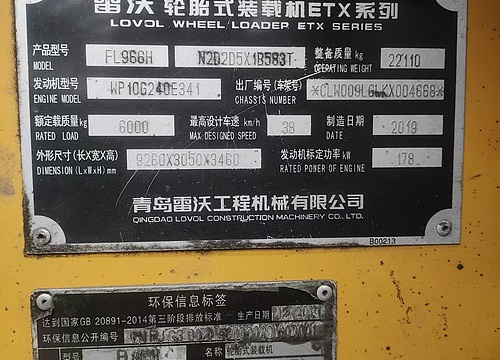 雷沃 轮胎式装载机ETX系列
LOVOL WHEEL LOADER ETX SERIES
产品型号 MODEL FL966H N2D2D5X1B583T 整备质量 kg OPERATING WEIGHT 22110
发动机型号 ENGINE MODEL WP10G240E341 出厂编号(车架号) CHASSTS NUMBER
额定载质量kg RATED LOAD 6000 最高设计车速 km/h MAX DESIGNED SPEED 38 制造日期 DATE 2019
外形尺寸(长X宽X高) DIMENSION (LxWxH) mm 9260X3050X3460 发动机标定功率 kW RATED POWER OF ENGINE 178
青岛雷沃工程机械有限公司
QINGDAO LOVOL CONSTRUCTION MACHINERY CO., LTD.
B00213
环保信息标签
达到国家GB 20891-2014第三阶段排放标准 生产日期
环保信息公开编号
型号 名称 轮胎式装载机